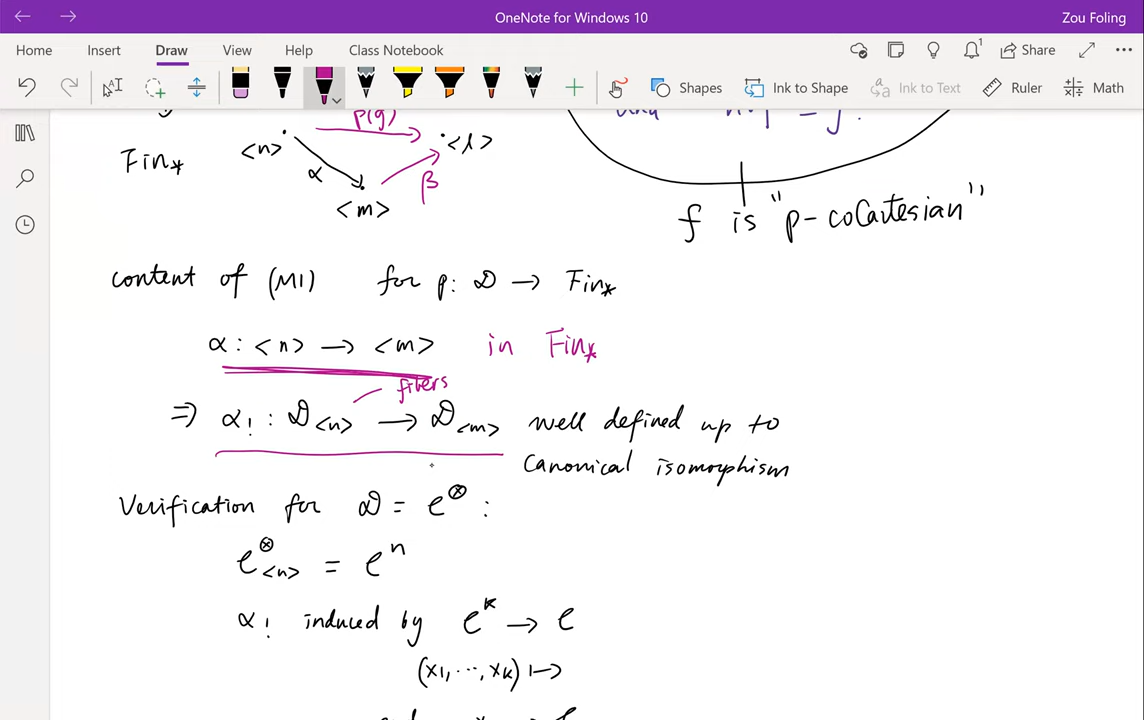 OneNote for Windows 10
Zou Foling
Home Insert Draw View Help Class Notebook
Share
Shapes Ink to Shape Ink to Text Ruler Math
p(g)
<n> <l>
Fin*
α β
<m>
and
f is "p-coCartesian"
content of (M1) for p: D → Fin*
α: <n> → <m> in Fin*
fibers
⇒ α! : D<n> → D<m> well defined up to
canonical isomorphism
Verification for D = C^⊗ :
C^⊗<n> = C^n
α! induced by C^k → C
(x1, ..., xk) ↦